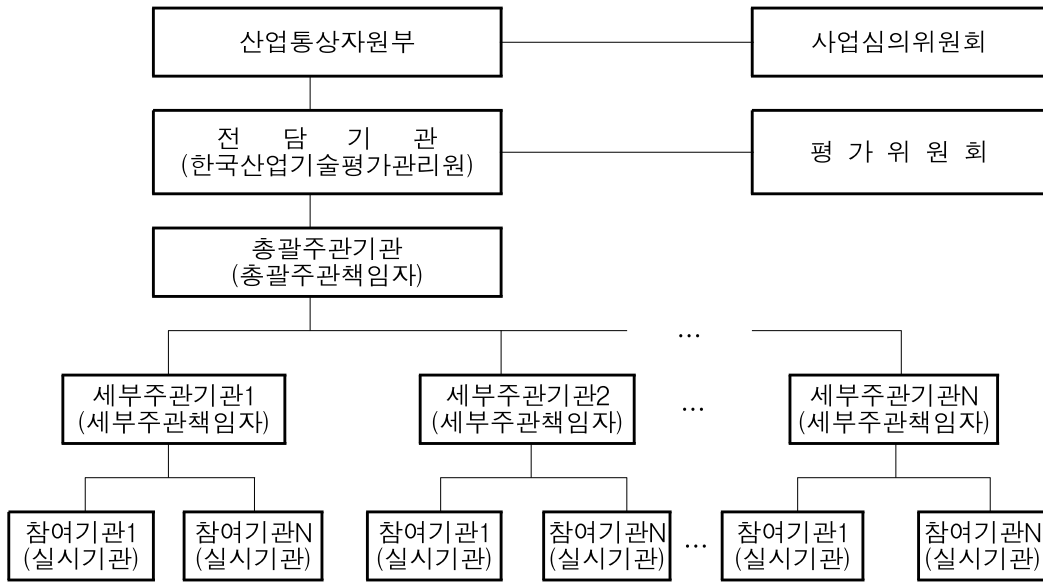 산업통상자원부
사업심의위원회
전 담 기 관
(한국산업기술평가관리원)
평 가 위 원 회
총괄주관기관
(총괄주관책임자)
...
세부주관기관1
(세부주관책임자)
세부주관기관2
(세부주관책임자)
...
세부주관기관N
(세부주관책임자)
참여기관1
(실시기관)
참여기관N
(실시기관)
참여기관1
(실시기관)
참여기관N
(실시기관)
...
참여기관1
(실시기관)
참여기관N
(실시기관)